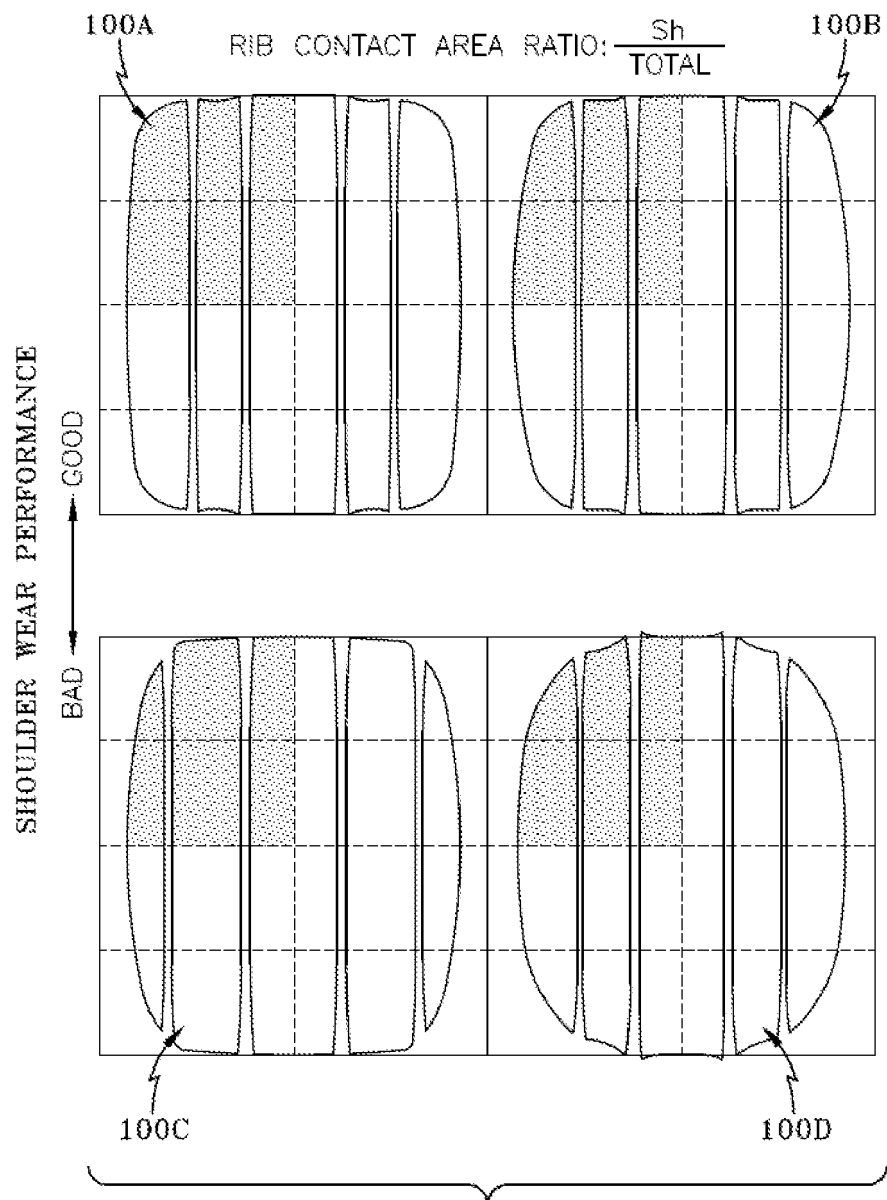 100A
RIB CONTACT AREA RATIO: Sh
TOTAL
100B
SHOULDER WEAR PERFORMANCE
GOOD
BAD
100C
100D